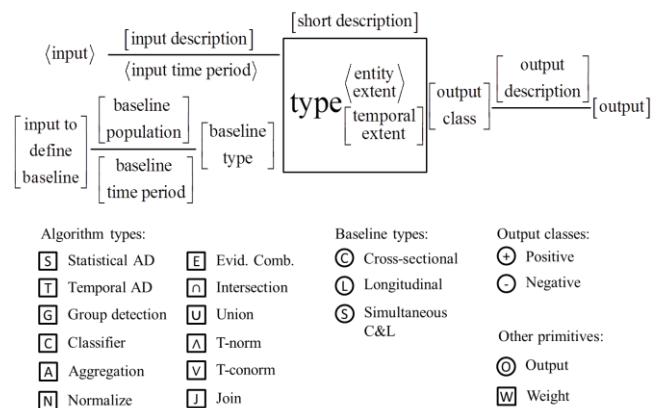 [short description]
⟨input⟩ [input description]
⟨input time period⟩
[input to define baseline]
[baseline population]
[baseline time period]
[baseline type]
type
⟨entity extent⟩
[temporal extent]
[output class]
[output description]
[output]
Algorithm types:
S Statistical AD
T Temporal AD
G Group detection
C Classifier
A Aggregation
N Normalize
E Evid. Comb.
∩ Intersection
∪ Union
∧ T-norm
∨ T-conorm
J Join
Baseline types:
C Cross-sectional
L Longitudinal
S Simultaneous
C&L
Output classes:
+ Positive
- Negative
Other primitives:
O Output
W Weight